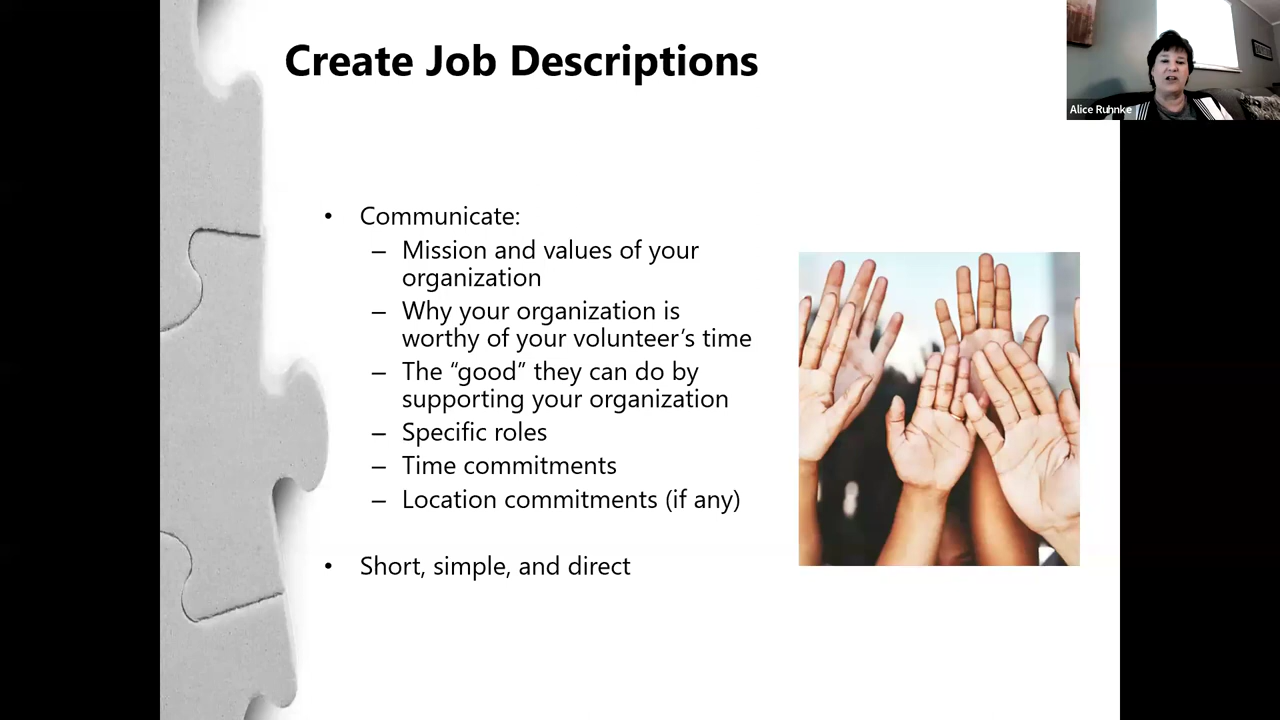 Create Job Descriptions
Alice Ruhnke
• Communicate:
– Mission and values of your
organization
– Why your organization is
worthy of your volunteer’s time
– The “good” they can do by
supporting your organization
– Specific roles
– Time commitments
– Location commitments (if any)
• Short, simple, and direct